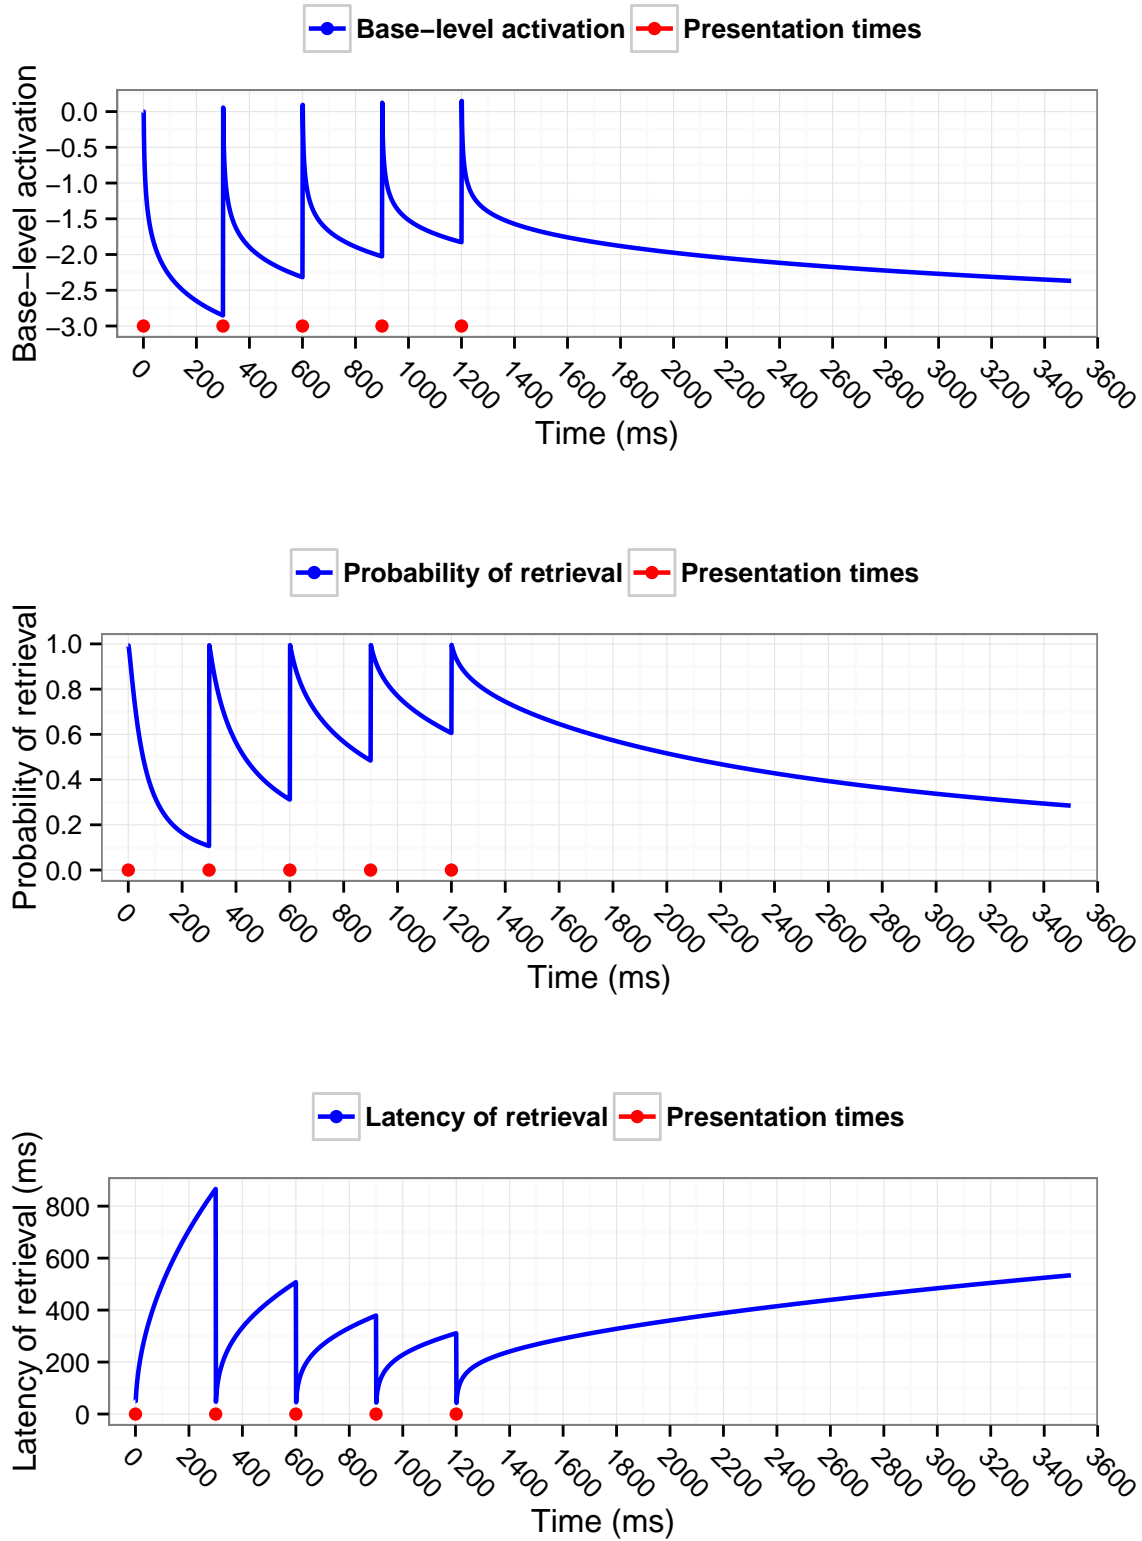 Base−level activation Presentation times
Base−level activation
0.0
−0.5
−1.0
−1.5
−2.0
−2.5
−3.0
0 200 400 600 800 1000 1200 1400 1600 1800 2000 2200 2400 2600 2800 3000 3200 3400 3600
Time (ms)
Probability of retrieval Presentation times
Probability of retrieval
1.0
0.8
0.6
0.4
0.2
0.0
0 200 400 600 800 1000 1200 1400 1600 1800 2000 2200 2400 2600 2800 3000 3200 3400 3600
Time (ms)
Latency of retrieval Presentation times
Latency of retrieval (ms)
800
600
400
200
0
0 200 400 600 800 1000 1200 1400 1600 1800 2000 2200 2400 2600 2800 3000 3200 3400 3600
Time (ms)